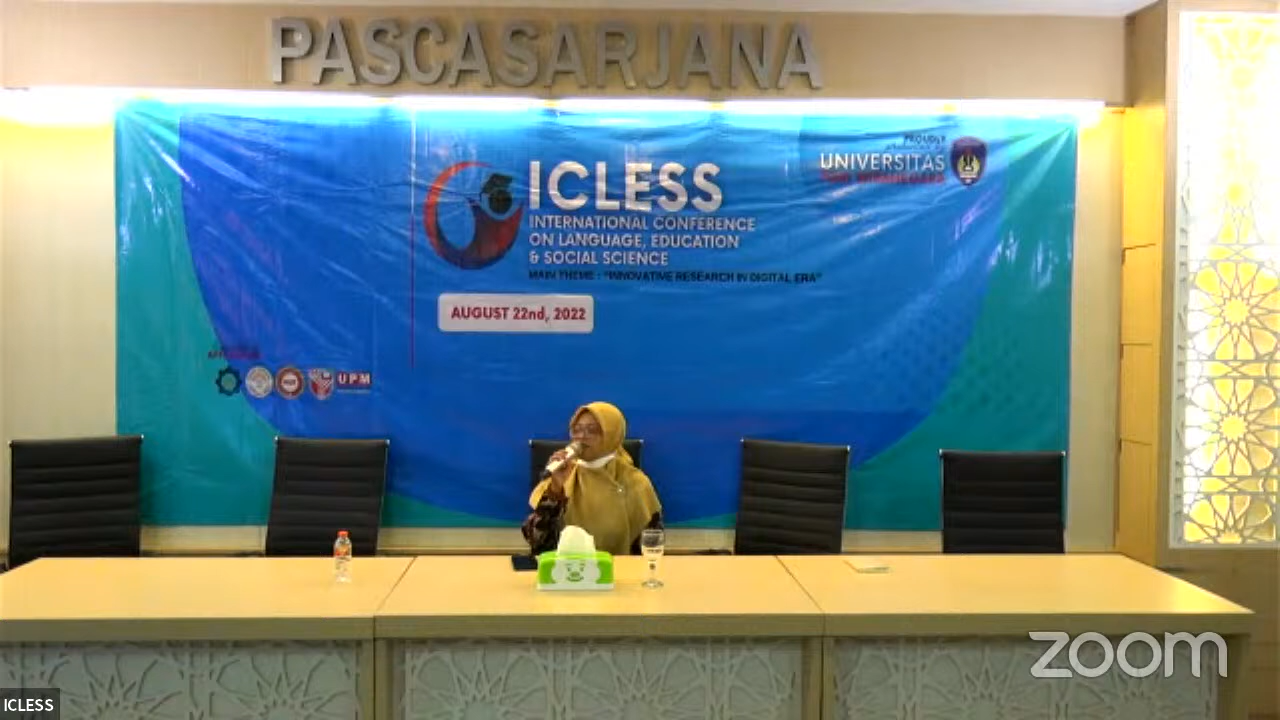 PASCASARJANA
PROUDLY
UNIVERSITAS
ICLESS
INTERNATIONAL CONFERENCE
ON LANGUAGE, EDUCATION
& SOCIAL SCIENCE
MAIN THEME : "INNOVATIVE RESEARCH IN DIGITAL ERA"
AUGUST 22nd, 2022
UPM
zoom
ICLESS